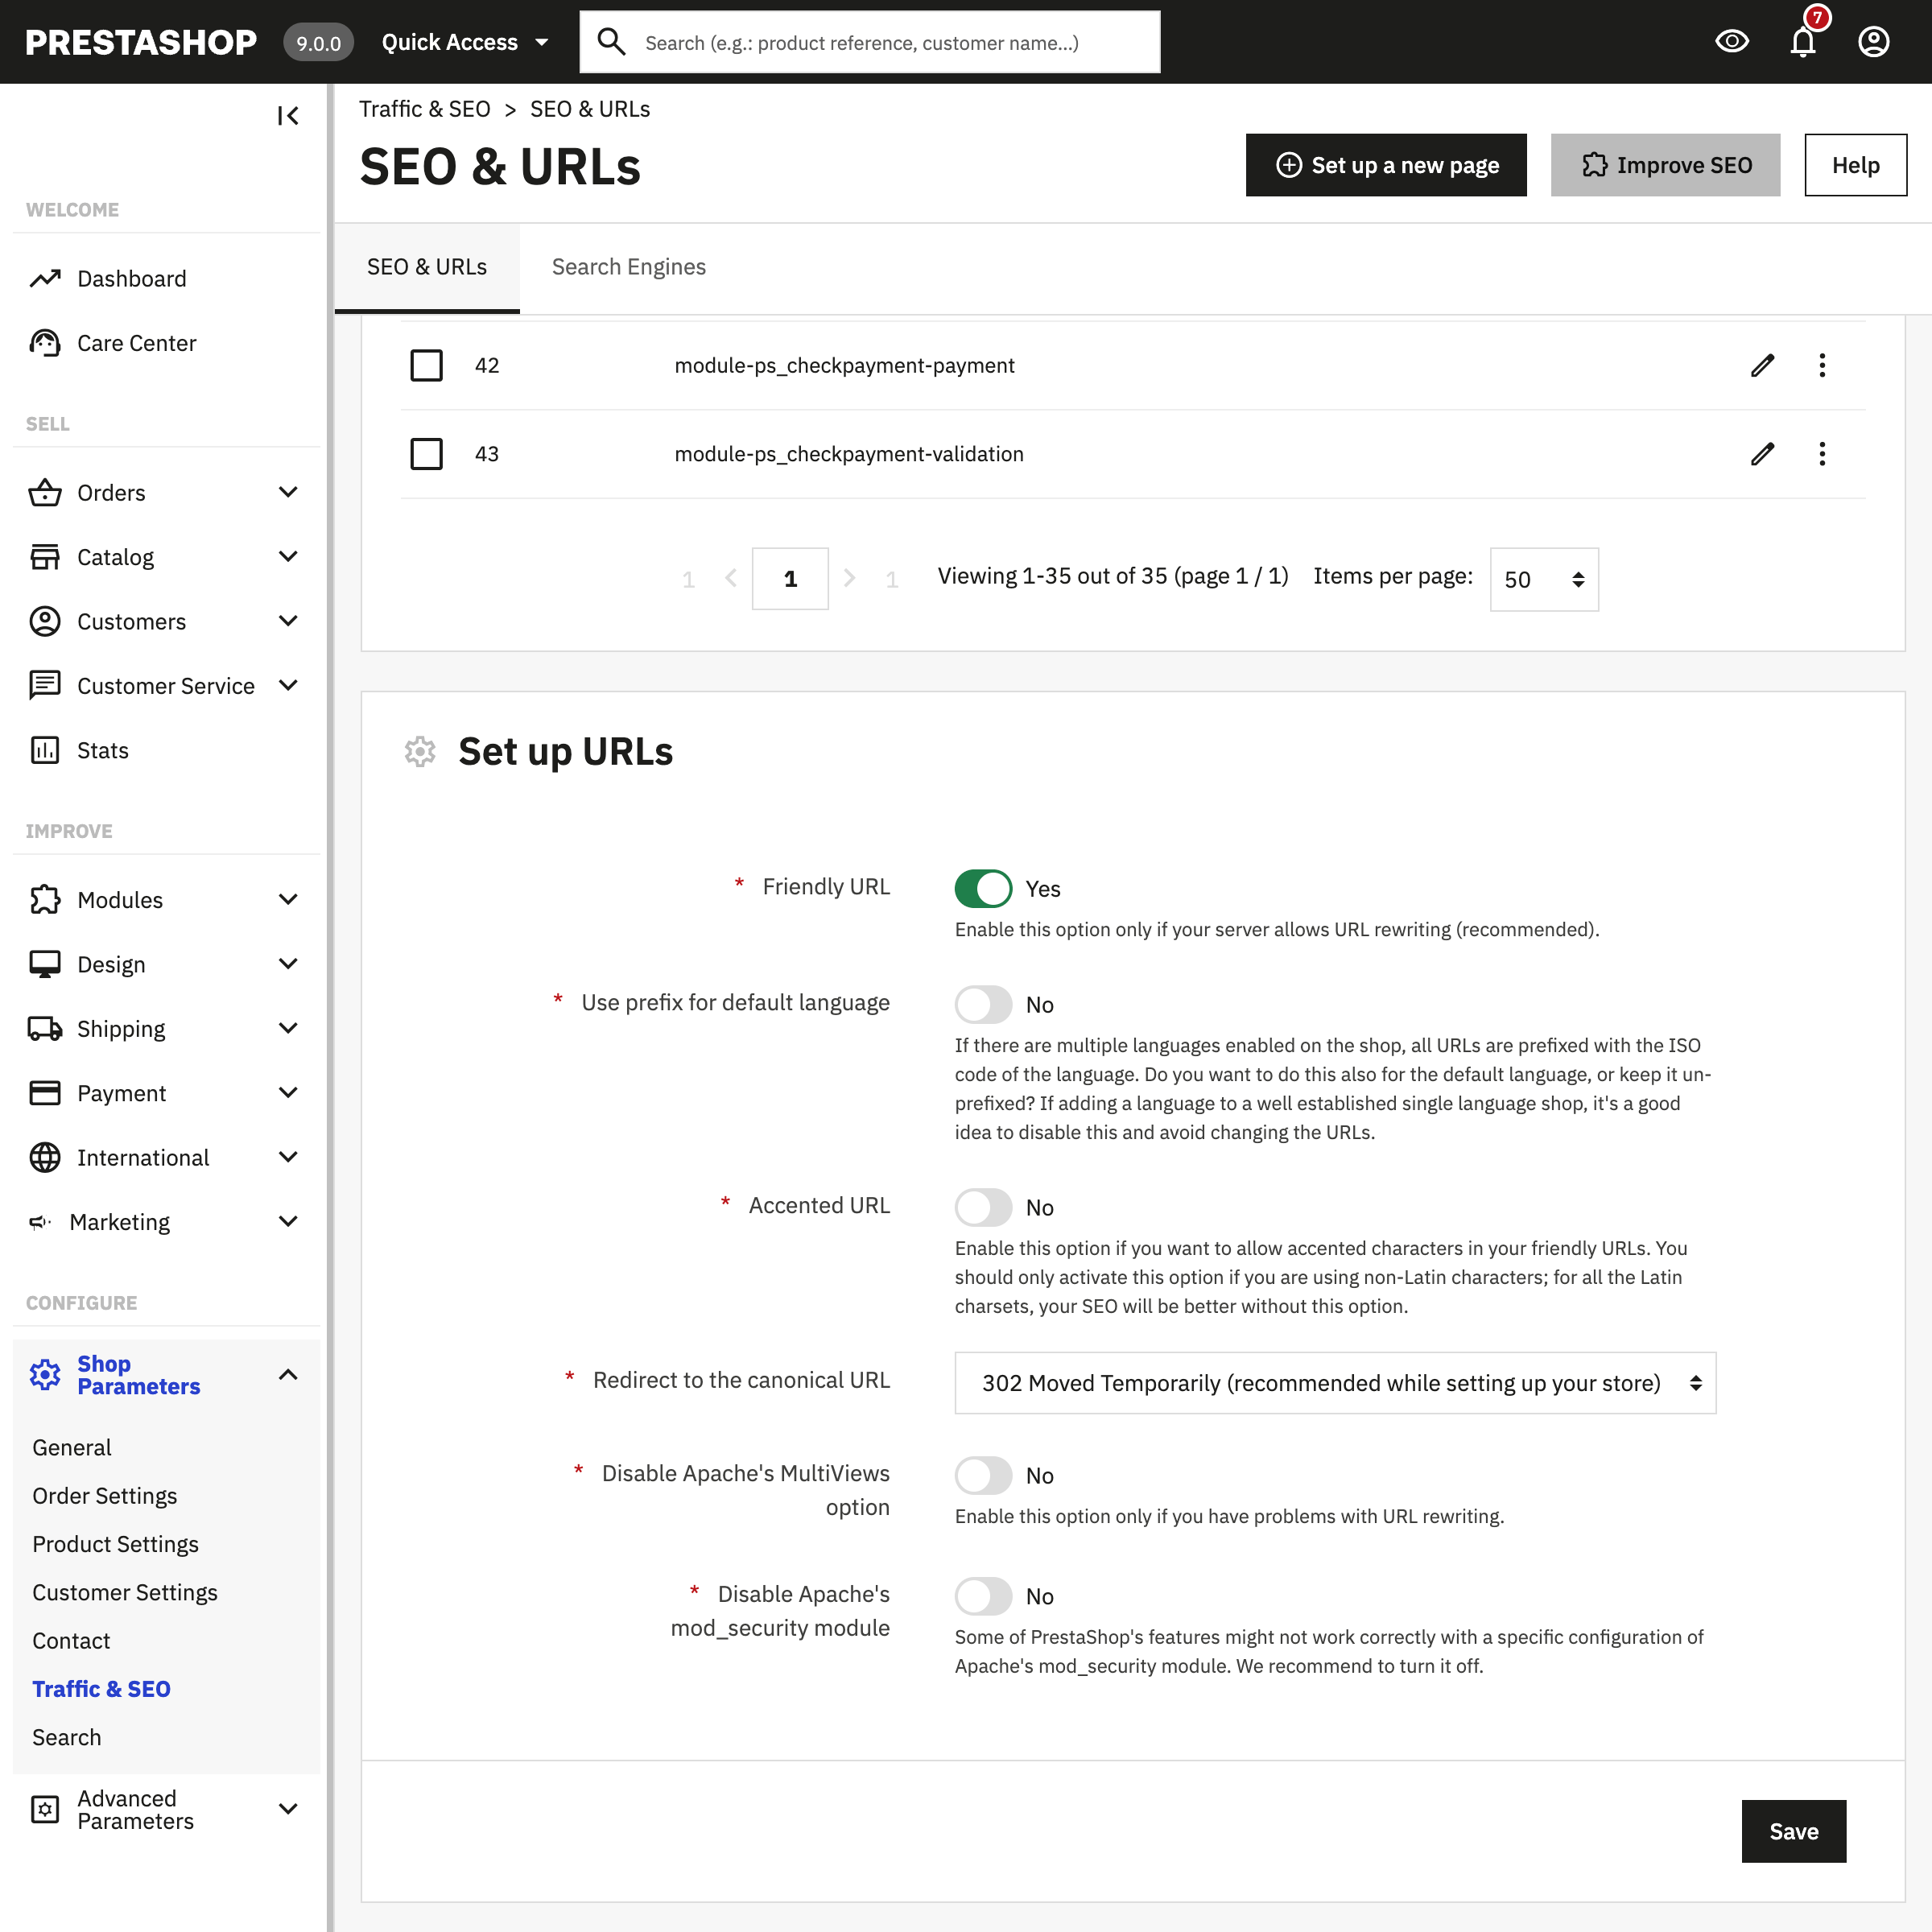 PRESTASHOP 9.0.0 Quick Access Search (e.g.: product reference, customer name...) 7
WELCOME
Dashboard
Care Center
SELL
Orders
Catalog
Customers
Customer Service
Stats
IMPROVE
Modules
Design
Shipping
Payment
International
Marketing
CONFIGURE
Shop
Parameters
General
Order Settings
Product Settings
Customer Settings
Contact
Traffic & SEO
Search
Advanced
Parameters
Traffic & SEO > SEO & URLs
SEO & URLs
Set up a new page Improve SEO Help
SEO & URLs Search Engines
42 module-ps_checkpayment-payment
43 module-ps_checkpayment-validation
1 1 1 Viewing 1-35 out of 35 (page 1 / 1) Items per page: 50
Set up URLs
* Friendly URL Yes
Enable this option only if your server allows URL rewriting (recommended).
* Use prefix for default language No
If there are multiple languages enabled on the shop, all URLs are prefixed with the ISO
code of the language. Do you want to do this also for the default language, or keep it un-
prefixed? If adding a language to a well established single language shop, it's a good
idea to disable this and avoid changing the URLs.
* Accented URL No
Enable this option if you want to allow accented characters in your friendly URLs. You
should only activate this option if you are using non-Latin characters; for all the Latin
charsets, your SEO will be better without this option.
* Redirect to the canonical URL 302 Moved Temporarily (recommended while setting up your store)
* Disable Apache's MultiViews
option
No
Enable this option only if you have problems with URL rewriting.
* Disable Apache's
mod_security module
No
Some of PrestaShop's features might not work correctly with a specific configuration of
Apache's mod_security module. We recommend to turn it off.
Save